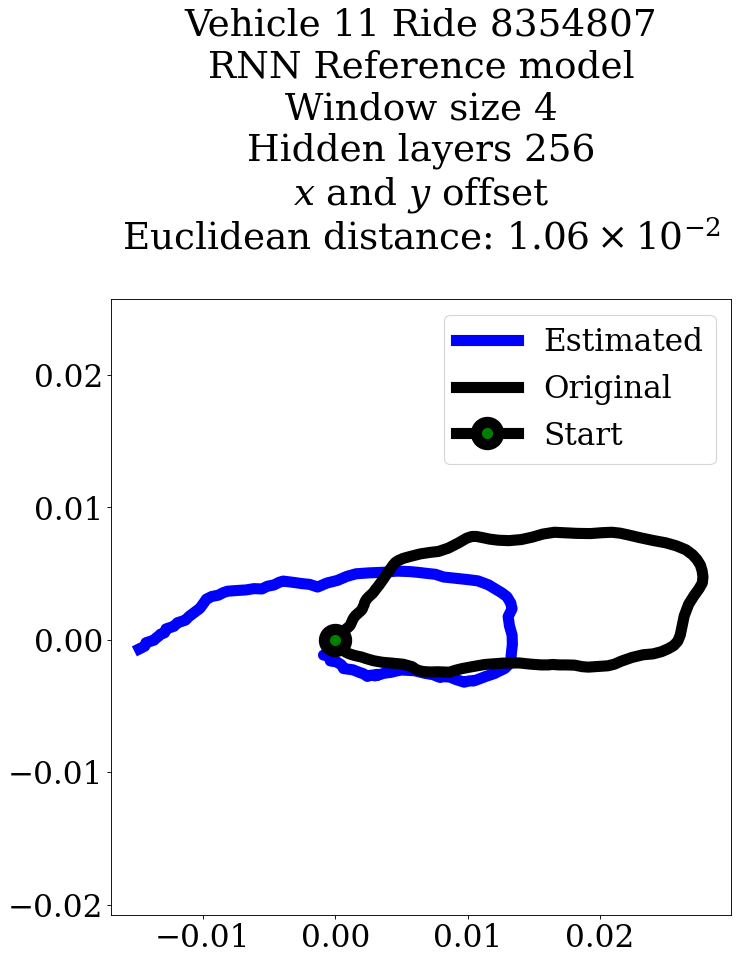 Vehicle 11 Ride 8354807
RNN Reference model
Window size 4
Hidden layers 256
x and y offset
Euclidean distance: 1.06 × 10⁻²
Estimated
Original
Start
0.02
0.01
0.00
−0.01
−0.02
−0.01 0.00 0.01 0.02